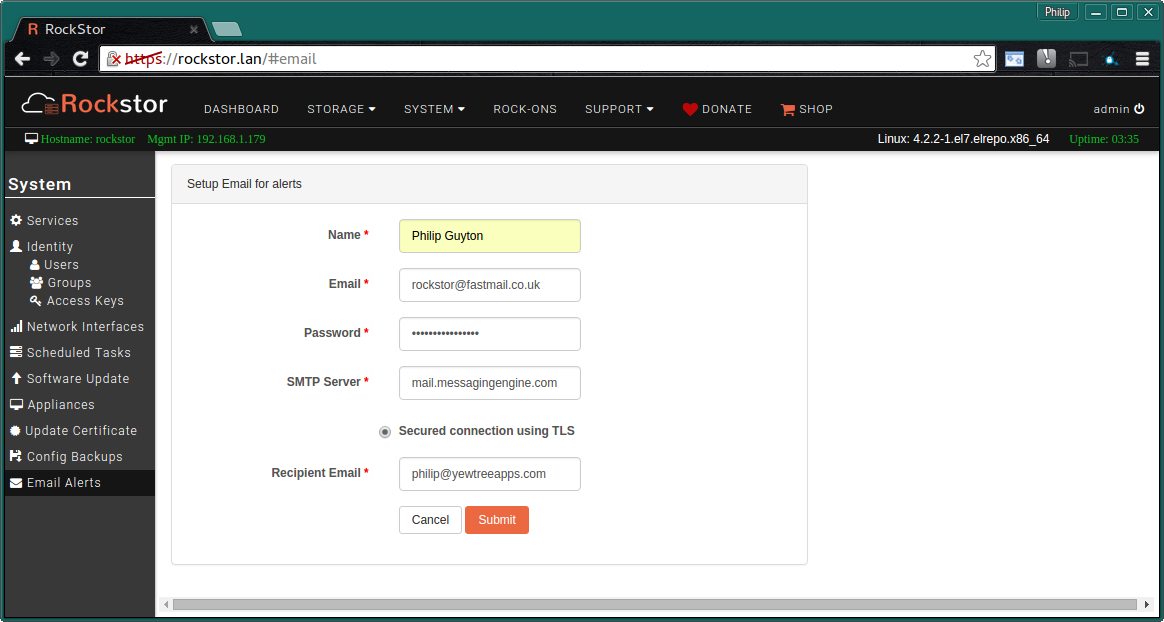 Philip
RockStor
https://rockstor.lan/#email
Rockstor
DASHBOARD
STORAGE
SYSTEM
ROCK-ONS
SUPPORT
DONATE
SHOP
admin
Hostname: rockstor
Mgmt IP: 192.168.1.179
Linux: 4.2.2-1.el7.elrepo.x86_64
Uptime: 03:35
System
Services
Identity
Users
Groups
Access Keys
Network Interfaces
Scheduled Tasks
Software Update
Appliances
Update Certificate
Config Backups
Email Alerts
Setup Email for alerts
Name * Philip Guyton
Email * rockstor@fastmail.co.uk
Password * ••••••••••••••••
SMTP Server * mail.messagingengine.com
Secured connection using TLS
Recipient Email * philip@yewtreeapps.com
Cancel Submit